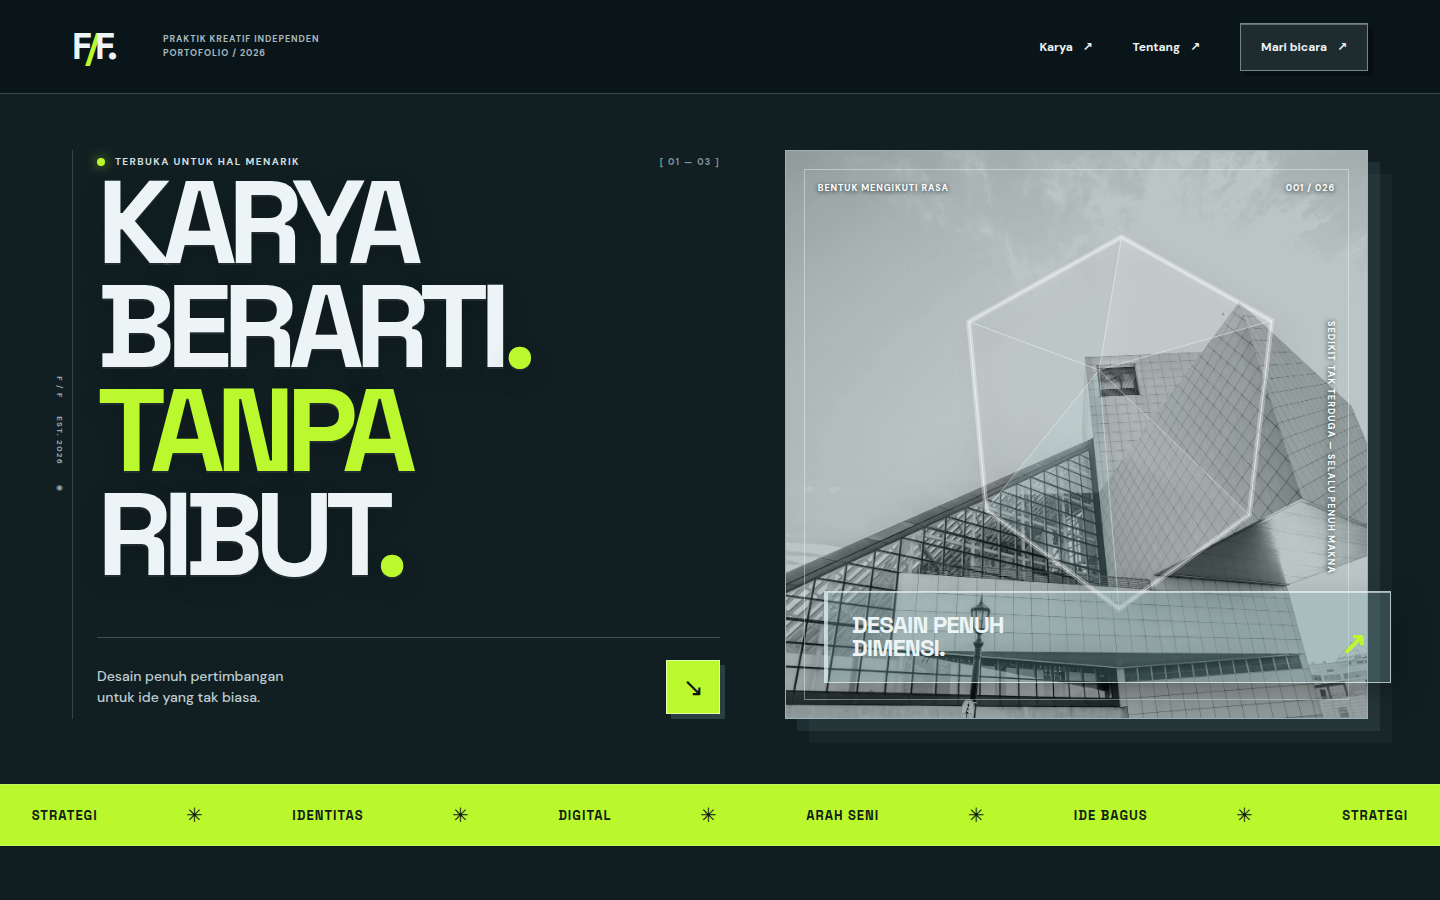 F/F.
PRAKTIK KREATIF INDEPENDEN
PORTOFOLIO / 2026
Karya ↗
Tentang ↗
Mari bicara ↗
F / F EST. 2026
TERBUKA UNTUK HAL MENARIK
[ 01 — 03 ]
KARYA
BERARTI.
TANPA
RIBUT.
Desain penuh pertimbangan
untuk ide yang tak biasa.
↘
BENTUK MENGIKUTI RASA
001 / 026
SEDIKIT TAK TERDUGA — SELALU PENUH MAKNA
DESAIN PENUH
DIMENSI.
↗
STRATEGI ✳ IDENTITAS ✳ DIGITAL ✳ ARAH SENI ✳ IDE BAGUS ✳ STRATEGI